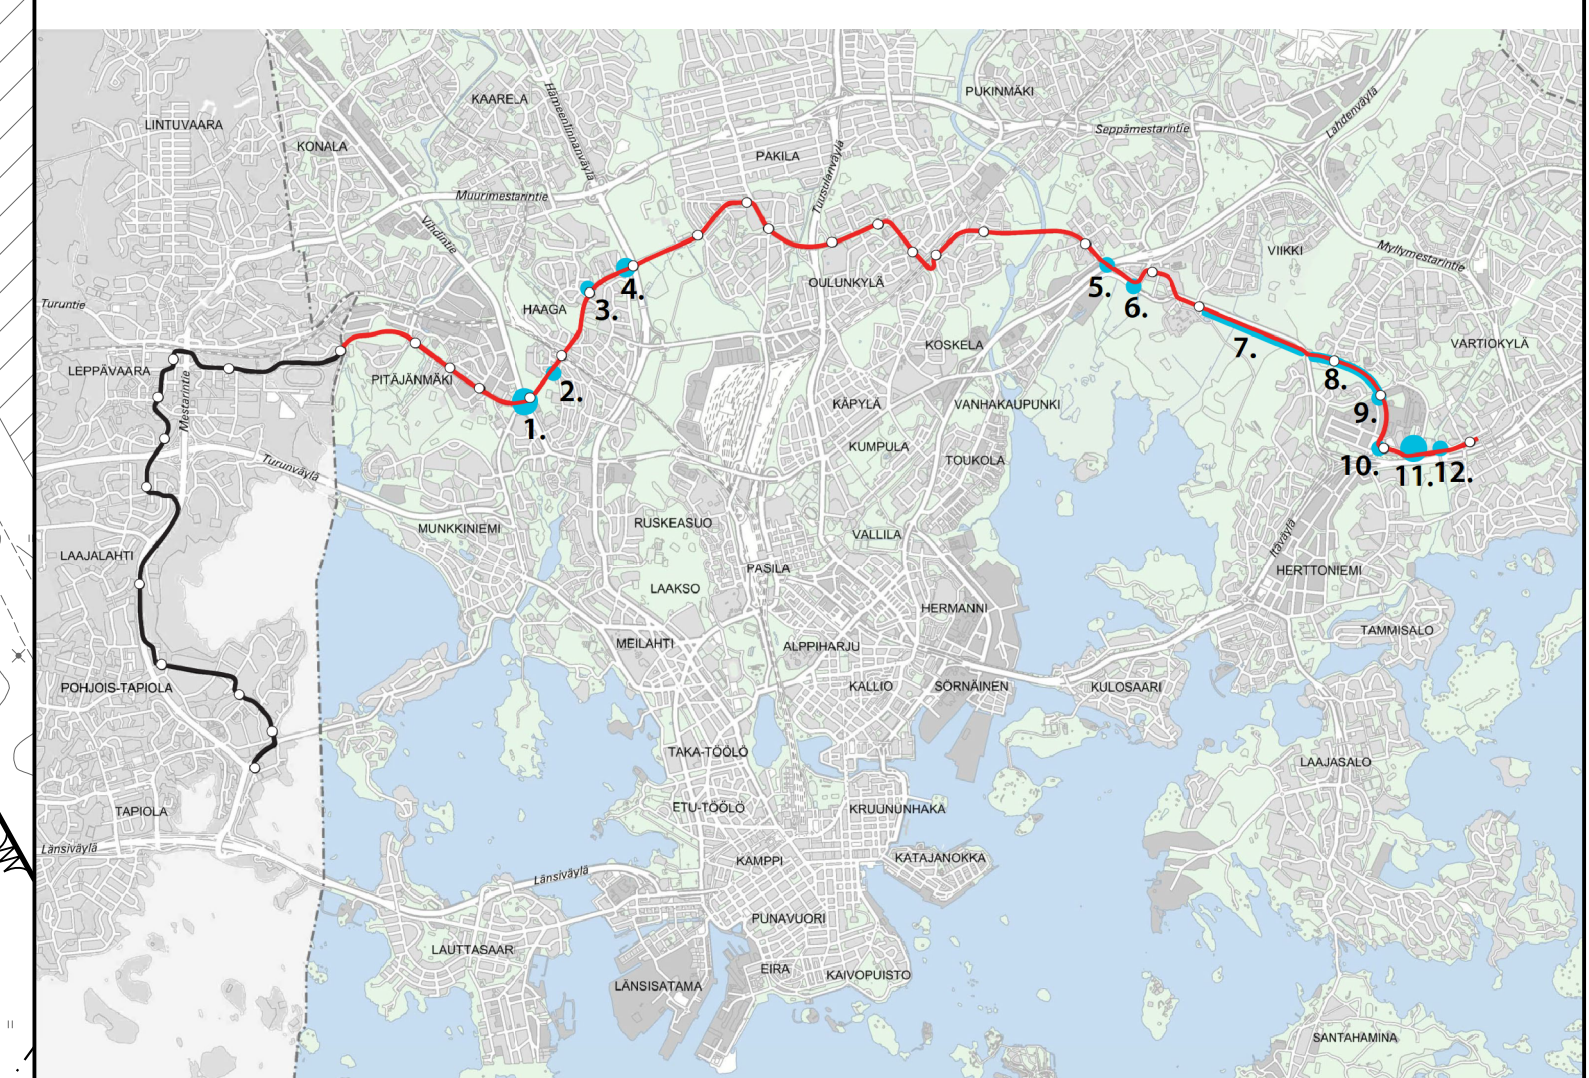 PUKINMÄKI
KAARELA
Hämeenlinnanväylä
Lahdenväylä
LINTUVAARA
Seppämestarintie
KONALA
PAKILA
Tuusulanväylä
Muurimestarintie
Vihdintie
VIIKKI
Myllymestarintie
OULUNKYLÄ
5.
4.
3.
6.
Turuntie
HAAGA
7.
KOSKELA
VARTIOKYLÄ
LEPPÄVAARA
PITÄJÄNMÄKI
8.
2.
Mestarintie
KÄPYLÄ
VANHAKAUPUNKI
9.
1.
KUMPULA
TOUKOLA
10.
11.
12.
Turunväylä
MUNKKINIEMI
RUSKEASUO
VALLILA
Itäväylä
LAAJALAHTI
PASILA
HERTTONIEMI
LAAKSO
HERMANNI
TAMMISALO
MEILAHTI
ALPPIHARJU
POHJOIS-TAPIOLA
KALLIO
SÖRNÄINEN
KULOSAARI
TAKA-TÖÖLÖ
LAAJASALO
TAPIOLA
ETU-TÖÖLÖ
KRUUNUNHAKA
Länsiväylä
KAMPPI
KATAJANOKKA
Länsiväylä
PUNAVUORI
LAUTTASAAR
EIRA
KAIVOPUISTO
LÄNSISATAMA
SANTAHAMINA